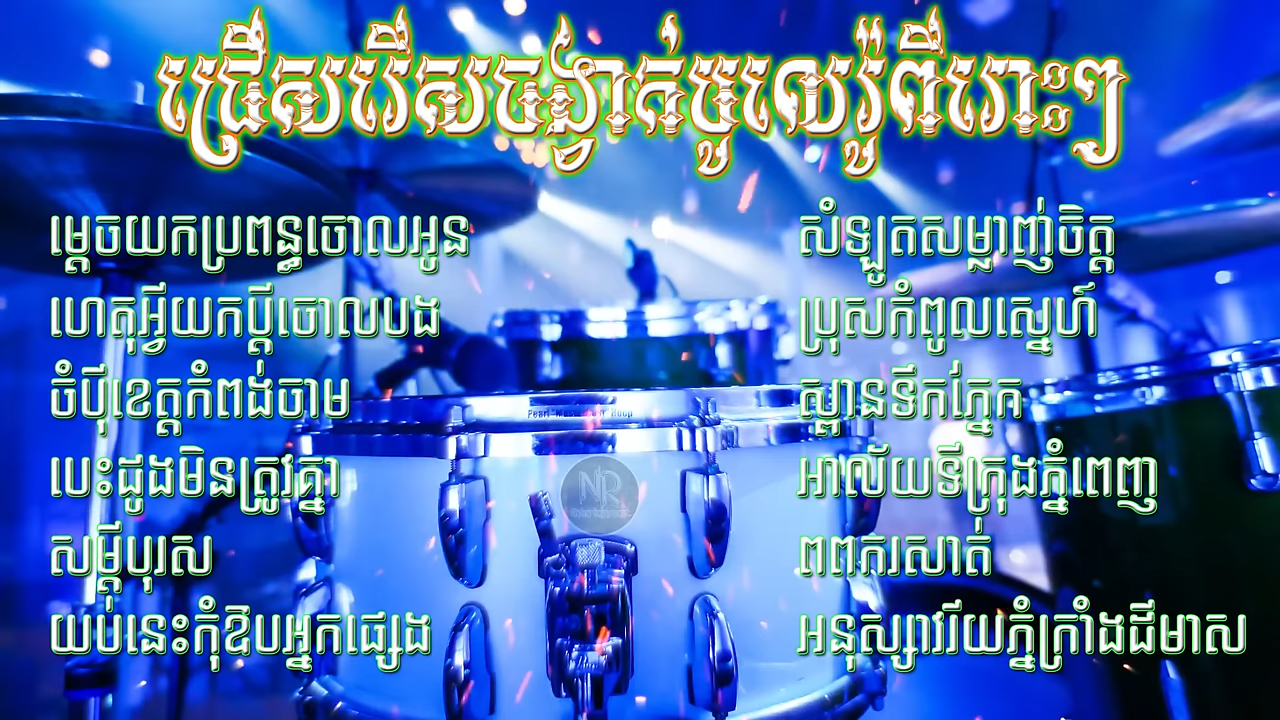 ជ្រើសរើសចង្វាក់បូលេរ៉ូពីរោះៗ
ម្ដេចយកប្រពន្ធចោលអូន
ហេតុអ្វីយកប្ដីចោលបង
ចំប៉ីខេត្តកំពង់ចាម
បេះដូងមិនត្រូវគ្នា
សម្ដីបុរស
យប់នេះកុំឱបអ្នកផ្សេង
សំឡូតសម្លាញ់ចិត្ត
ប្រុសកំពូលស្នេហ៍
ស្ពានទឹកភ្នែក
អាល័យទីក្រុងភ្នំពេញ
ពពករសាត់
អនុស្សាវរីយភ្នំក្រាំងដីមាស
Pearl
NR